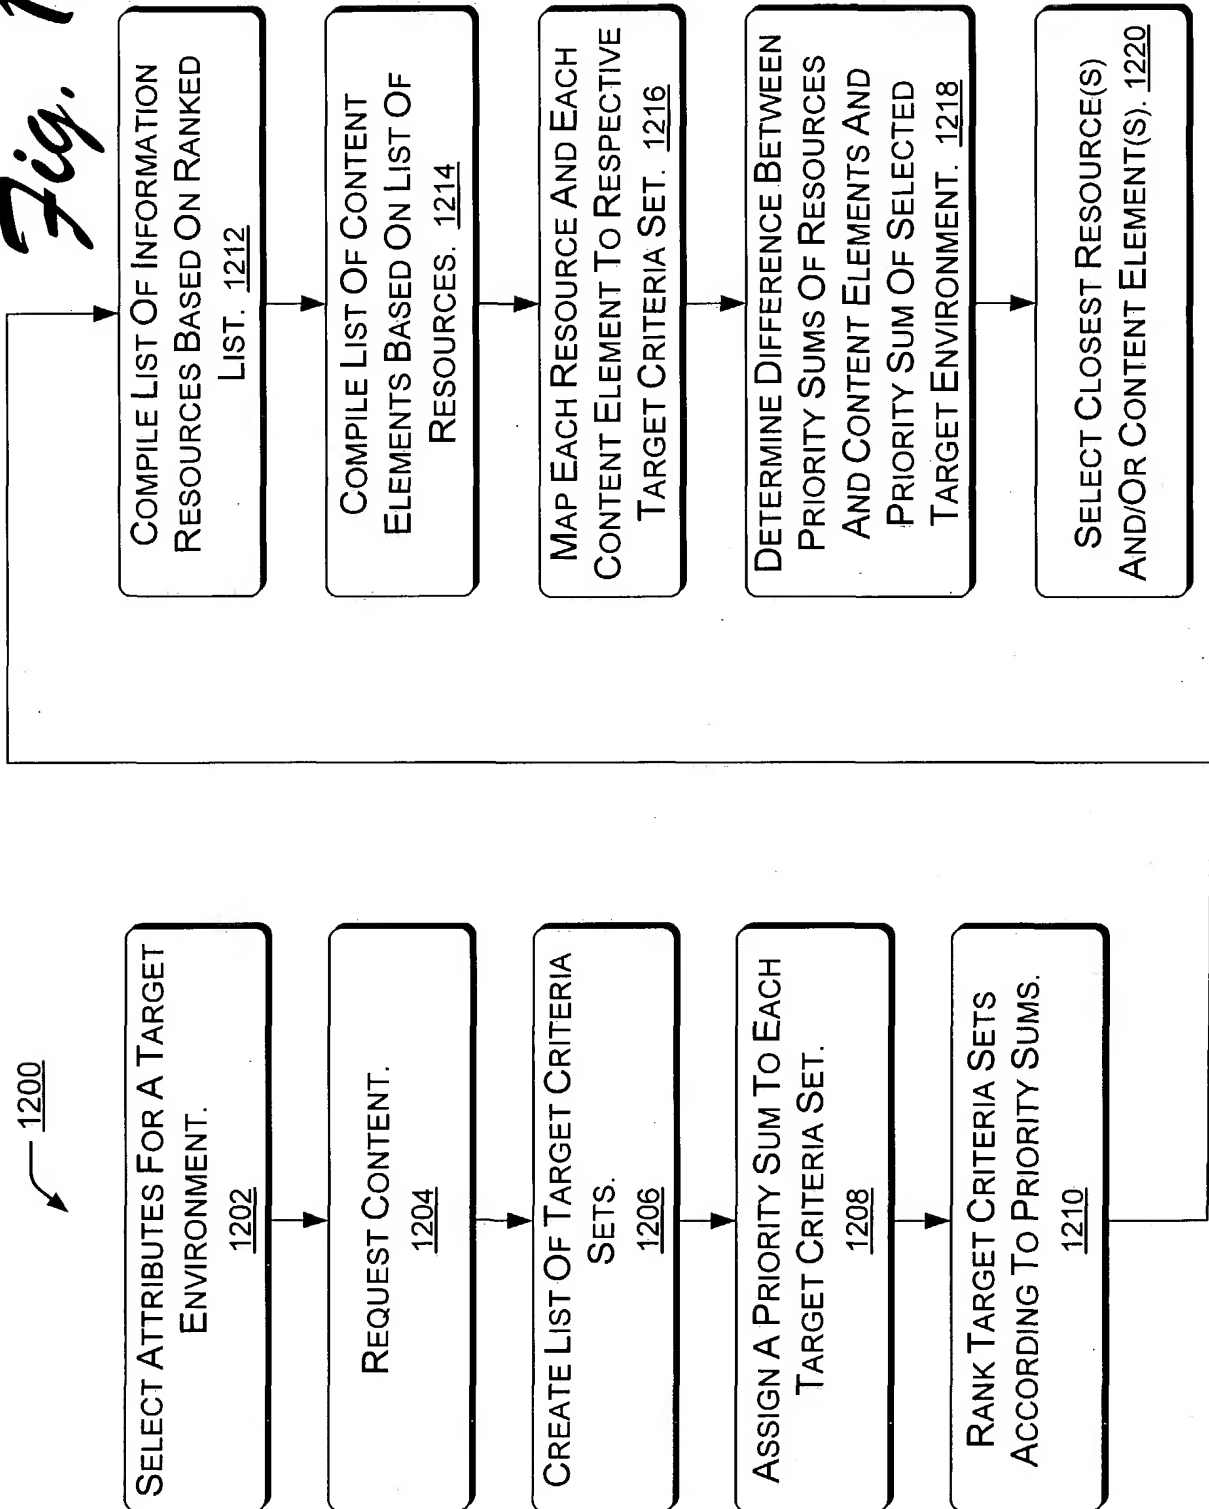 1200
SELECT ATTRIBUTES FOR A TARGET
ENVIRONMENT.
1202
REQUEST CONTENT.
1204
CREATE LIST OF TARGET CRITERIA
SETS.
1206
ASSIGN A PRIORITY SUM TO EACH
TARGET CRITERIA SET.
1208
RANK TARGET CRITERIA SETS
ACCORDING TO PRIORITY SUMS.
1210
COMPILE LIST OF INFORMATION
RESOURCES BASED ON RANKED
LIST. 1212
COMPILE LIST OF CONTENT
ELEMENTS BASED ON LIST OF
RESOURCES. 1214
MAP EACH RESOURCE AND EACH
CONTENT ELEMENT TO RESPECTIVE
TARGET CRITERIA SET. 1216
DETERMINE DIFFERENCE BETWEEN
PRIORITY SUMS OF RESOURCES
AND CONTENT ELEMENTS AND
PRIORITY SUM OF SELECTED
TARGET ENVIRONMENT. 1218
SELECT CLOSEST RESOURCE(S)
AND/OR CONTENT ELEMENT(S). 1220
Fig.